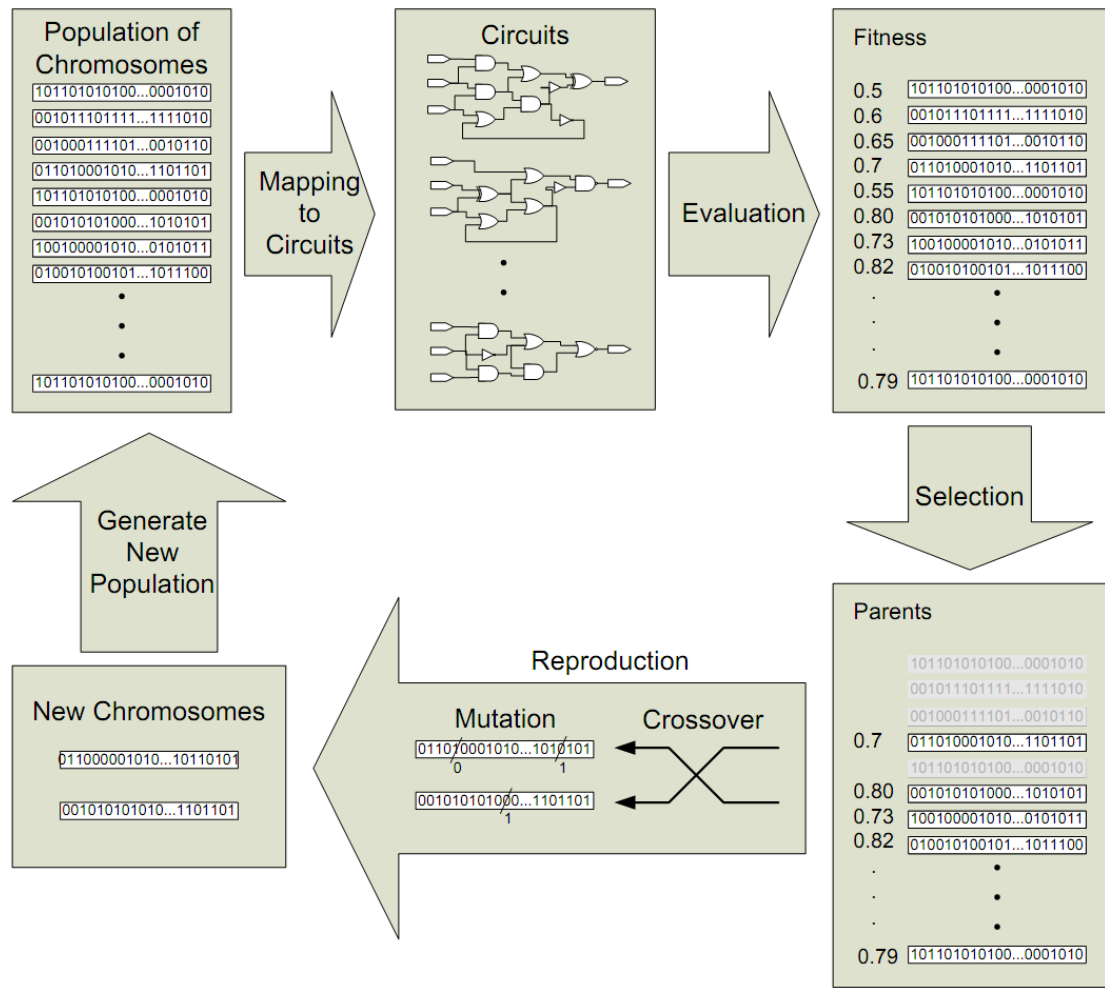 Population of
Chromosomes
101101010100...0001010
001011101111...1111010
001000111101...0010110
011010001010...1101101
101101010100...0001010
001010101000...1010101
100100001010...0101011
010010100101...1011100
101101010100...0001010
Mapping
to
Circuits
Circuits
Evaluation
Fitness
0.5 101101010100...0001010
0.6 001011101111...1111010
0.65 001000111101...0010110
0.7 011010001010...1101101
0.55 101101010100...0001010
0.80 001010101000...1010101
0.73 100100001010...0101011
0.82 010010100101...1011100
0.79 101101010100...0001010
Selection
Parents
101101010100...0001010
001011101111...1111010
001000111101...0010110
0.7 011010001010...1101101
101101010100...0001010
0.80 001010101000...1010101
0.73 100100001010...0101011
0.82 010010100101...1011100
0.79 101101010100...0001010
Reproduction
Mutation
Crossover
011010001010...1010101
0 1
001010101000...1101101
1
New Chromosomes
011000001010...10110101
001010101010...1101101
Generate
New
Population